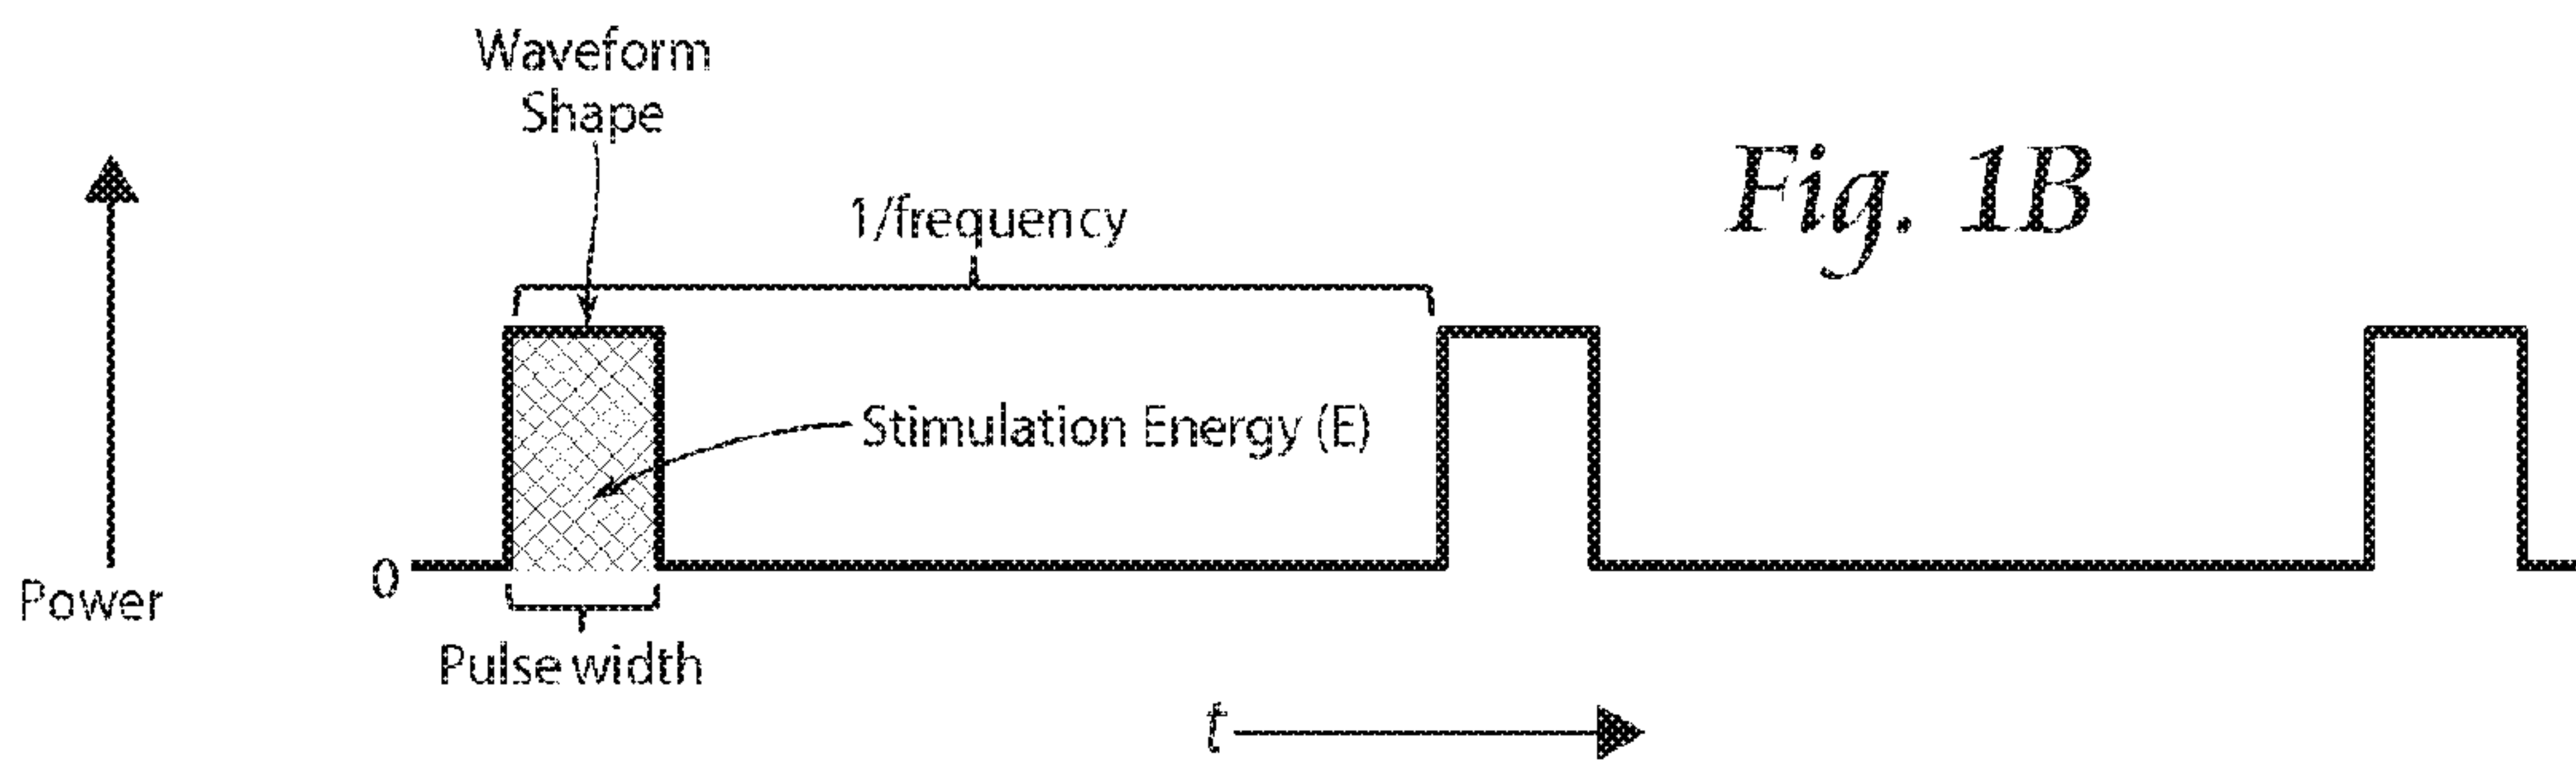 Waveform
Shape
Fig. 1B
1/frequency
Stimulation Energy (E)
0
Power
Pulse width
t